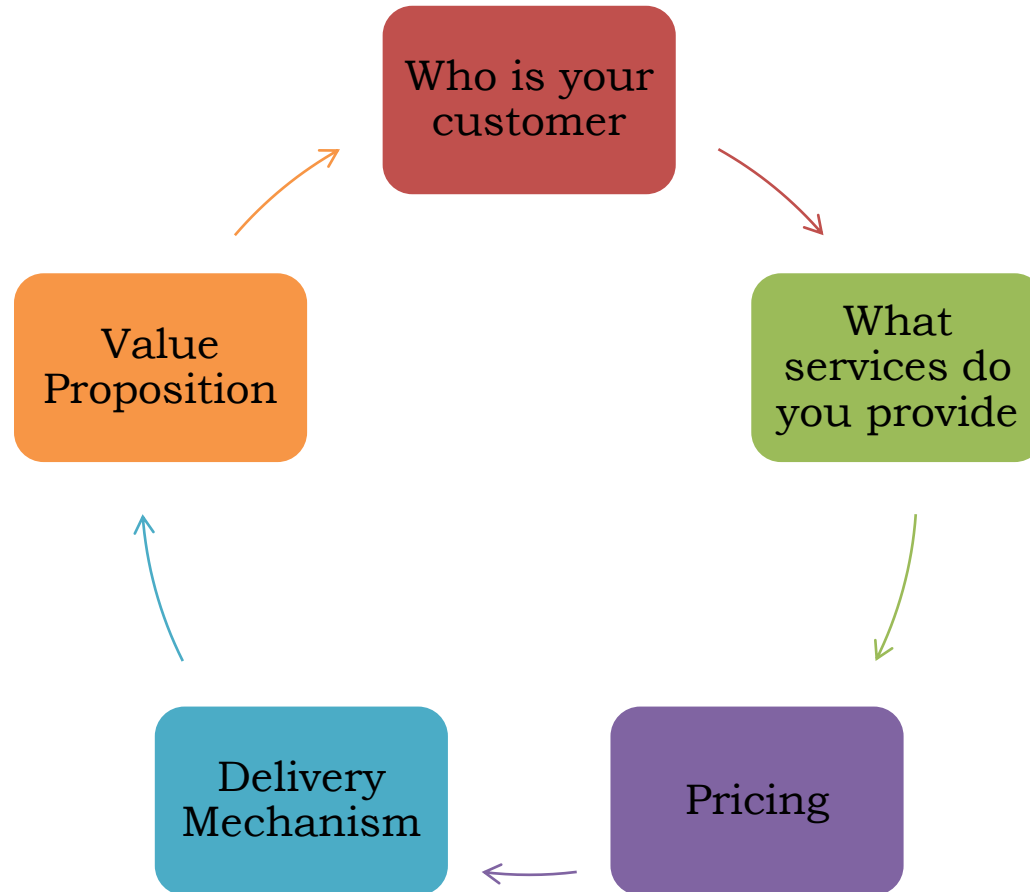 Who is your
customer
What
services do
you provide
Pricing
Delivery
Mechanism
Value
Proposition